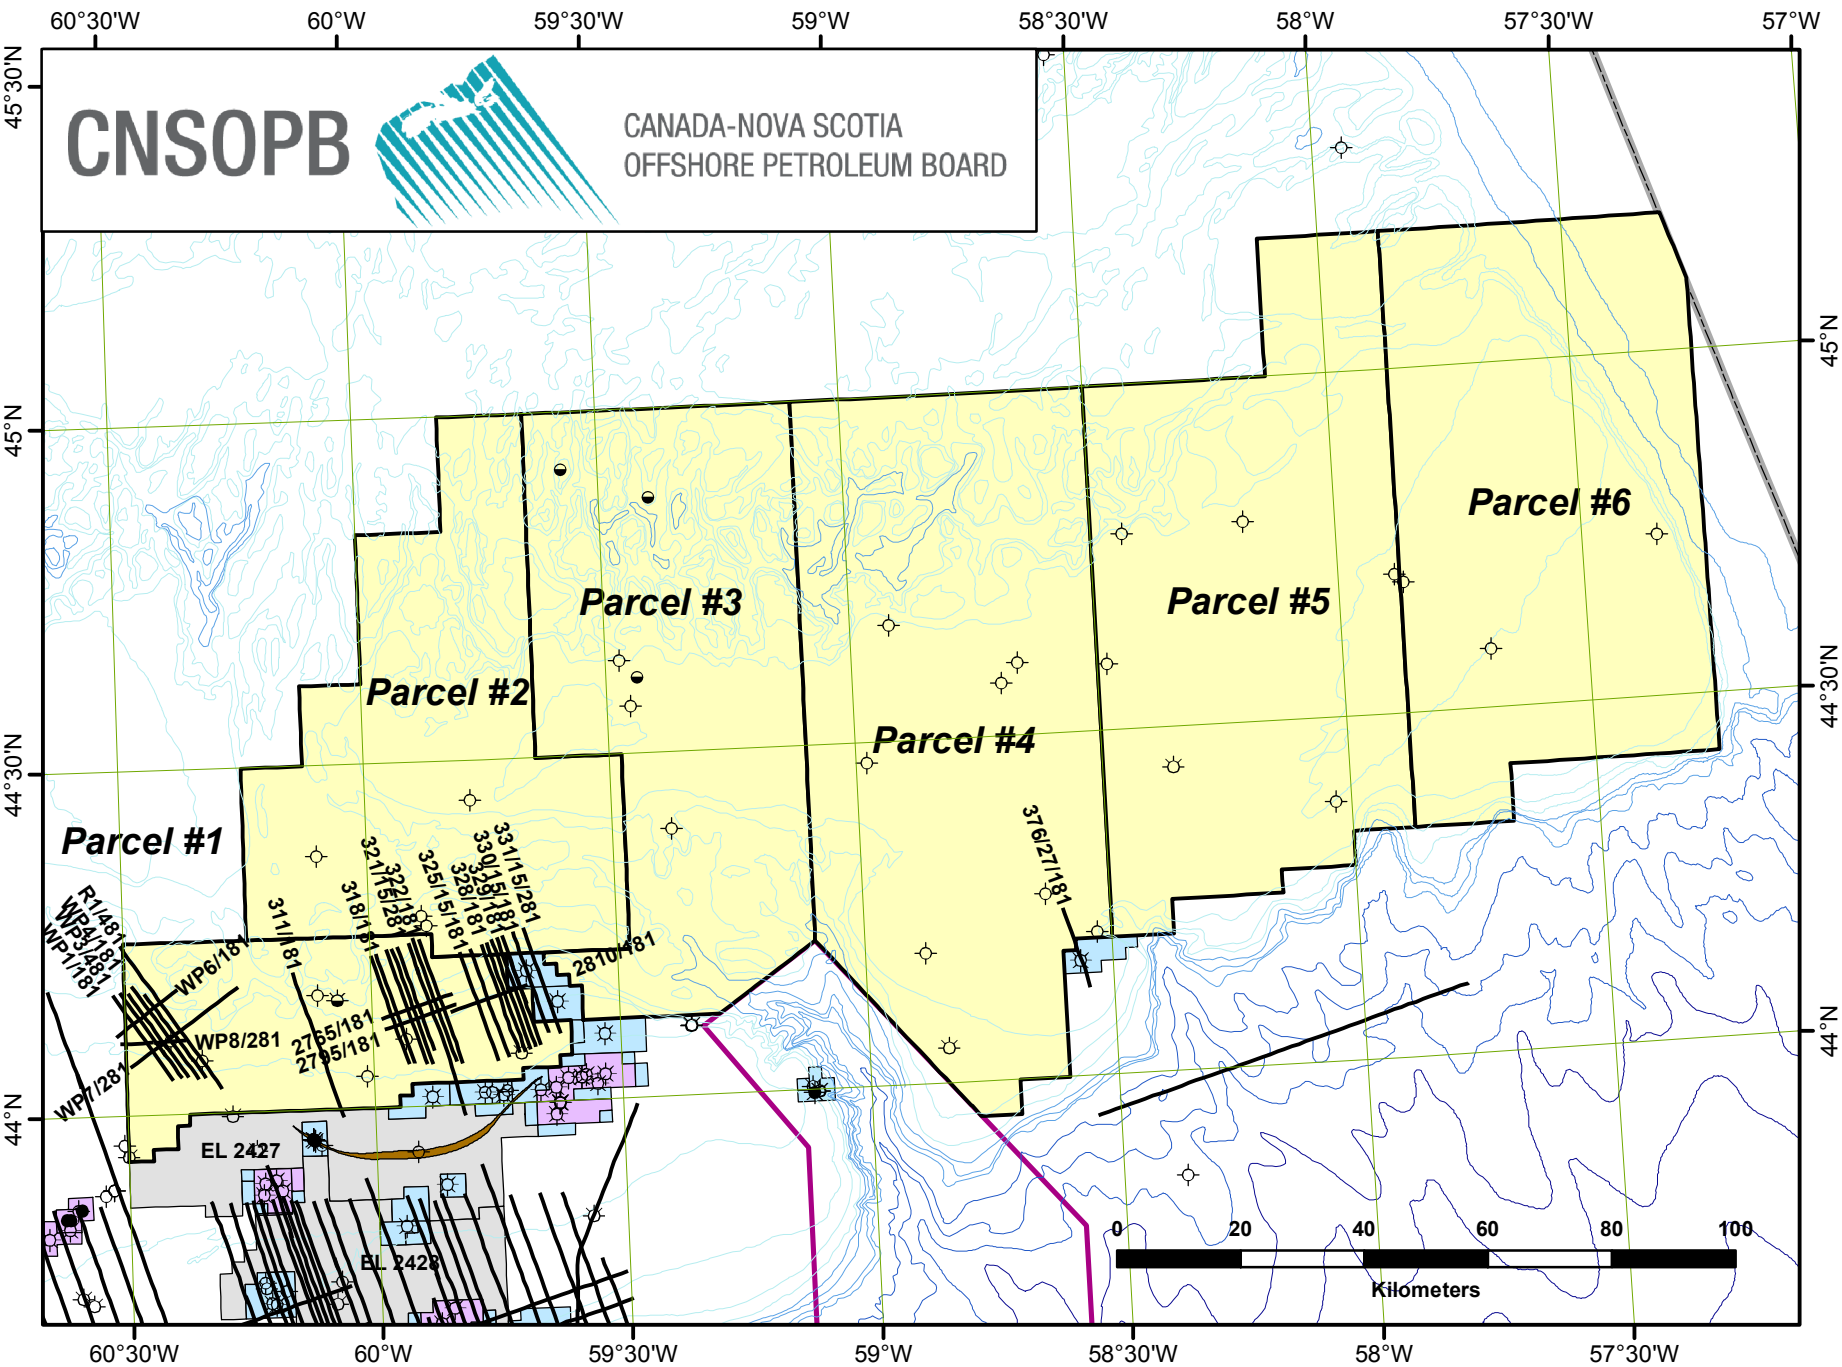 60°30'W 60°W 59°30'W 59°W 58°30'W 58°W 57°30'W 57°W
45°30'N
CNSOPB
CANADA-NOVA SCOTIA
OFFSHORE PETROLEUM BOARD
45°N
45°N
Parcel #6
Parcel #3
Parcel #5
Parcel #2
44°30'N
Parcel #4
44°30'N
Parcel #1
376/27/181
331/15/281
330/15/181
329/181
328/181
325/15/181
322/181
321/15/281
318/181
311/181
R1/481
WP4/181
WP3/481
WP1/181
WP6/181
2810/481
44°N
2765/181
2795/181
WP8/281
WP7/281
44°N
EL 2427
EL 2428
0 20 40 60 80 100
Kilometers
60°30'W 60°W 59°30'W 59°W 58°30'W 58°W 57°30'W